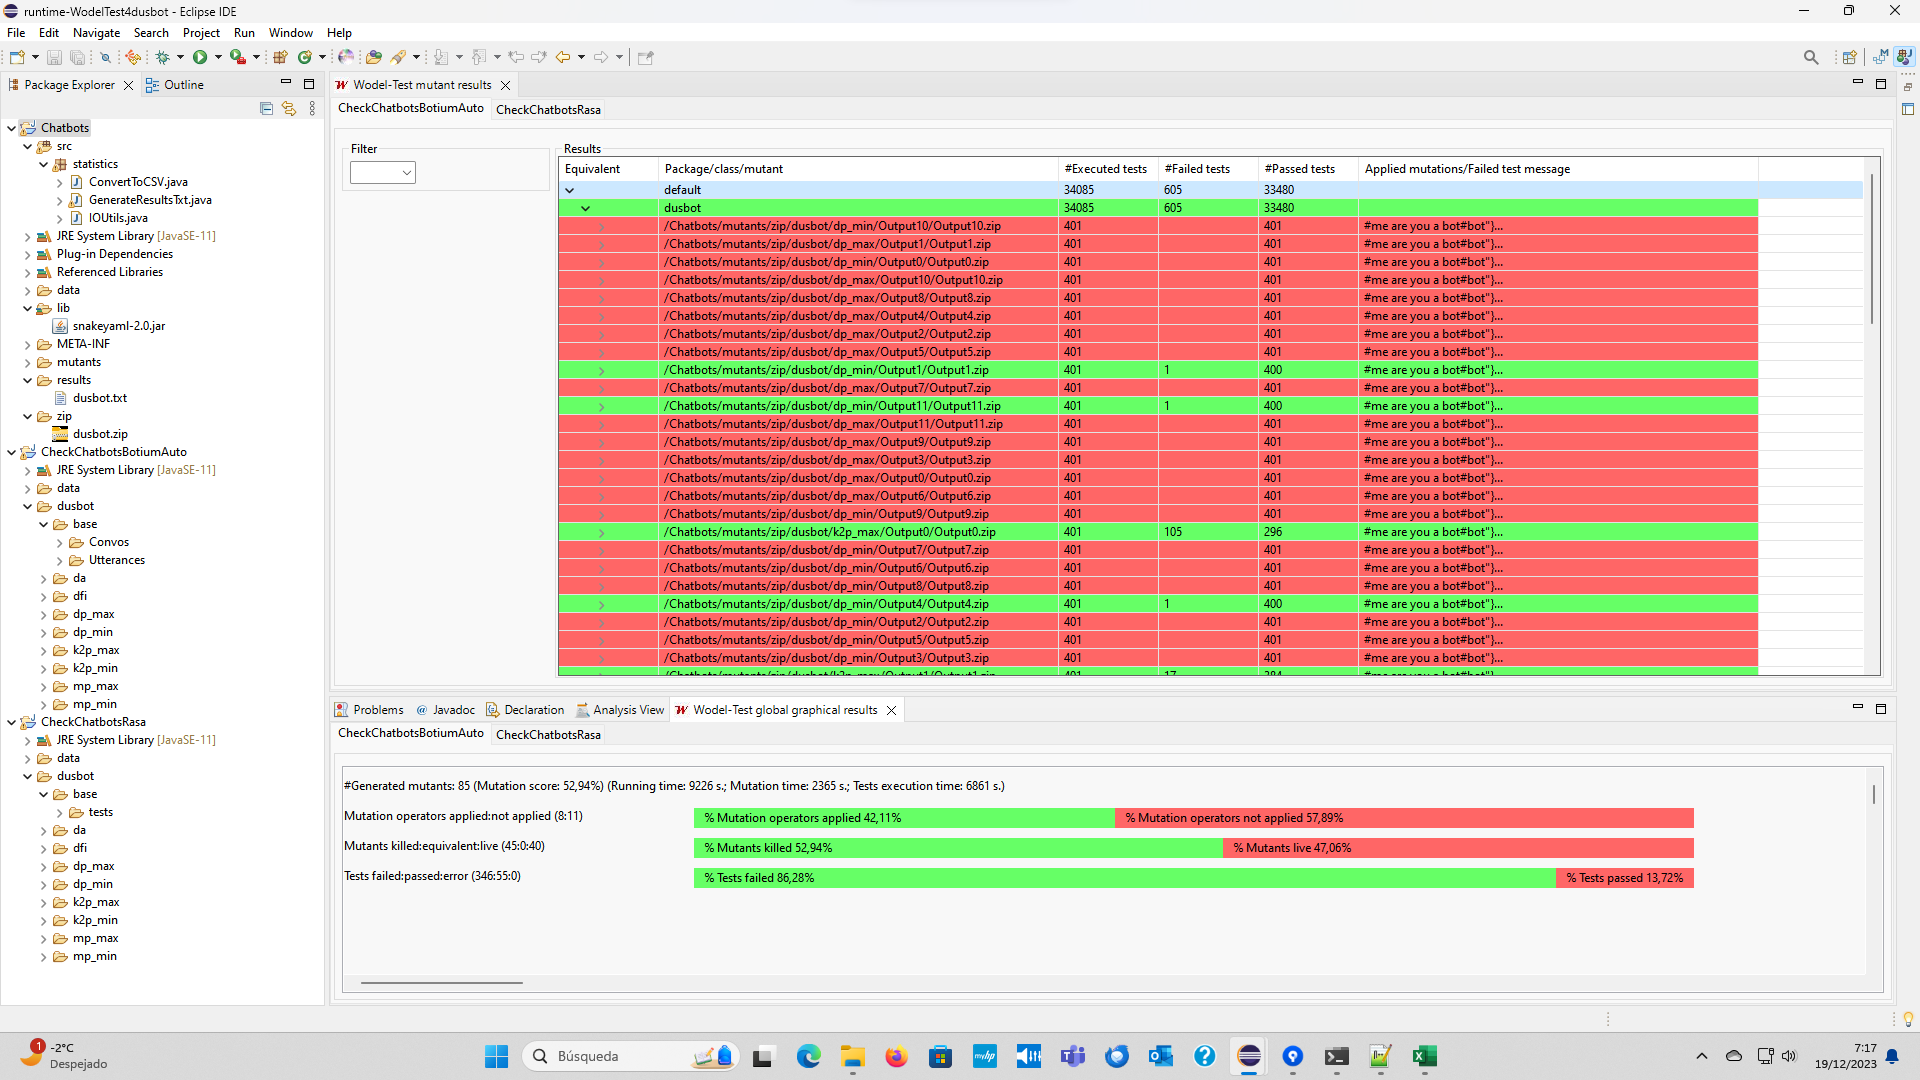 runtime-WodelTest4dusbot - Eclipse IDE
File Edit Navigate Search Project Run Window Help
Package Explorer
Outline
Chatbots
src
statistics
ConvertToCSV.java
GenerateResultsTxt.java
IOUtils.java
JRE System Library [JavaSE-11]
Plug-in Dependencies
Referenced Libraries
data
lib
snakeyaml-2.0.jar
META-INF
mutants
results
dusbot.txt
zip
dusbot.zip
CheckChatbotsBotiumAuto
JRE System Library [JavaSE-11]
data
dusbot
base
Convos
Utterances
da
dfi
dp_max
dp_min
k2p_max
k2p_min
mp_max
mp_min
CheckChatbotsRasa
JRE System Library [JavaSE-11]
data
dusbot
base
tests
da
dfi
dp_max
dp_min
k2p_max
k2p_min
mp_max
mp_min
Wodel-Test mutant results
CheckChatbotsBotiumAuto CheckChatbotsRasa
Filter
Results
Equivalent Package/class/mutant #Executed tests #Failed tests #Passed tests Applied mutations/Failed test message
default 34085 605 33480
dusbot 34085 605 33480
/Chatbots/mutants/zip/dusbot/dp_min/Output10/Output10.zip 401 401 #me are you a bot#bot"}...
/Chatbots/mutants/zip/dusbot/dp_max/Output1/Output1.zip 401 401 #me are you a bot#bot"}...
/Chatbots/mutants/zip/dusbot/dp_min/Output0/Output0.zip 401 401 #me are you a bot#bot"}...
/Chatbots/mutants/zip/dusbot/dp_max/Output10/Output10.zip 401 401 #me are you a bot#bot"}...
/Chatbots/mutants/zip/dusbot/dp_max/Output8/Output8.zip 401 401 #me are you a bot#bot"}...
/Chatbots/mutants/zip/dusbot/dp_max/Output4/Output4.zip 401 401 #me are you a bot#bot"}...
/Chatbots/mutants/zip/dusbot/dp_max/Output2/Output2.zip 401 401 #me are you a bot#bot"}...
/Chatbots/mutants/zip/dusbot/dp_max/Output5/Output5.zip 401 401 #me are you a bot#bot"}...
/Chatbots/mutants/zip/dusbot/dp_min/Output1/Output1.zip 401 1 400 #me are you a bot#bot"}...
/Chatbots/mutants/zip/dusbot/dp_max/Output7/Output7.zip 401 401 #me are you a bot#bot"}...
/Chatbots/mutants/zip/dusbot/dp_min/Output11/Output11.zip 401 1 400 #me are you a bot#bot"}...
/Chatbots/mutants/zip/dusbot/dp_max/Output11/Output11.zip 401 401 #me are you a bot#bot"}...
/Chatbots/mutants/zip/dusbot/dp_max/Output9/Output9.zip 401 401 #me are you a bot#bot"}...
/Chatbots/mutants/zip/dusbot/dp_max/Output3/Output3.zip 401 401 #me are you a bot#bot"}...
/Chatbots/mutants/zip/dusbot/dp_max/Output0/Output0.zip 401 401 #me are you a bot#bot"}...
/Chatbots/mutants/zip/dusbot/dp_max/Output6/Output6.zip 401 401 #me are you a bot#bot"}...
/Chatbots/mutants/zip/dusbot/dp_min/Output9/Output9.zip 401 401 #me are you a bot#bot"}...
/Chatbots/mutants/zip/dusbot/k2p_max/Output0/Output0.zip 401 105 296 #me are you a bot#bot"}...
/Chatbots/mutants/zip/dusbot/dp_min/Output7/Output7.zip 401 401 #me are you a bot#bot"}...
/Chatbots/mutants/zip/dusbot/dp_min/Output6/Output6.zip 401 401 #me are you a bot#bot"}...
/Chatbots/mutants/zip/dusbot/dp_min/Output8/Output8.zip 401 401 #me are you a bot#bot"}...
/Chatbots/mutants/zip/dusbot/dp_min/Output4/Output4.zip 401 1 400 #me are you a bot#bot"}...
/Chatbots/mutants/zip/dusbot/dp_min/Output2/Output2.zip 401 401 #me are you a bot#bot"}...
/Chatbots/mutants/zip/dusbot/dp_min/Output5/Output5.zip 401 401 #me are you a bot#bot"}...
/Chatbots/mutants/zip/dusbot/dp_min/Output3/Output3.zip 401 401 #me are you a bot#bot"}...
/Chatbots/mutants/zip/dusbot/k2p_max/Output1/Output1.zip 401 17 384 #me are you a bot#bot"}...
Problems @ Javadoc Declaration Analysis View Wodel-Test global graphical results
CheckChatbotsBotiumAuto CheckChatbotsRasa
#Generated mutants: 85 (Mutation score: 52,94%) (Running time: 9226 s.; Mutation time: 2365 s.; Tests execution time: 6861 s.)
Mutation operators applied:not applied (8:11) % Mutation operators applied 42,11% % Mutation operators not applied 57,89%
Mutants killed:equivalent:live (45:0:40) % Mutants killed 52,94% % Mutants live 47,06%
Tests failed:passed:error (346:55:0) % Tests failed 86,28% % Tests passed 13,72%
1
-2°C
Despejado
Búsqueda
myhp
7:17
19/12/2023